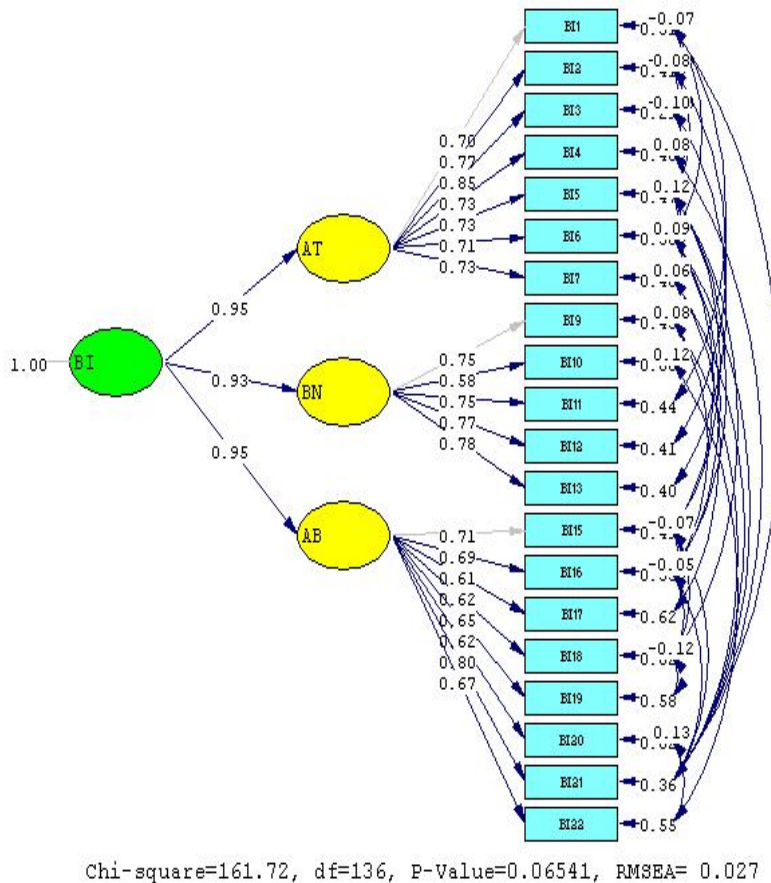 1.00
BI
0.95
0.93
0.95
AT
BN
AB
0.70
0.77
0.85
0.73
0.73
0.71
0.73
0.75
0.58
0.75
0.77
0.78
0.71
0.69
0.61
0.62
0.65
0.62
0.80
0.67
BI1 -0.07
BI2 -0.08
BI3 -0.10
BI4 0.08
BI5 0.12
BI6 0.09
BI7 0.06
BI9 0.08
BI10 0.12
BI11 0.44
BI12 0.41
BI13 0.40
BI15 -0.07
BI16 -0.05
BI17 0.62
BI18 -0.12
BI19 0.58
BI20 0.13
BI21 0.36
BI22 0.55
Chi-square=161.72, df=136, P-Value=0.06541, RMSEA= 0.027